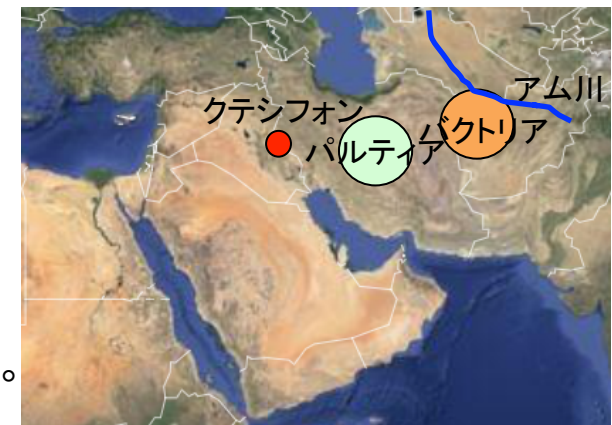 アム川
クテシフォン
バクトリア
パルティア
。